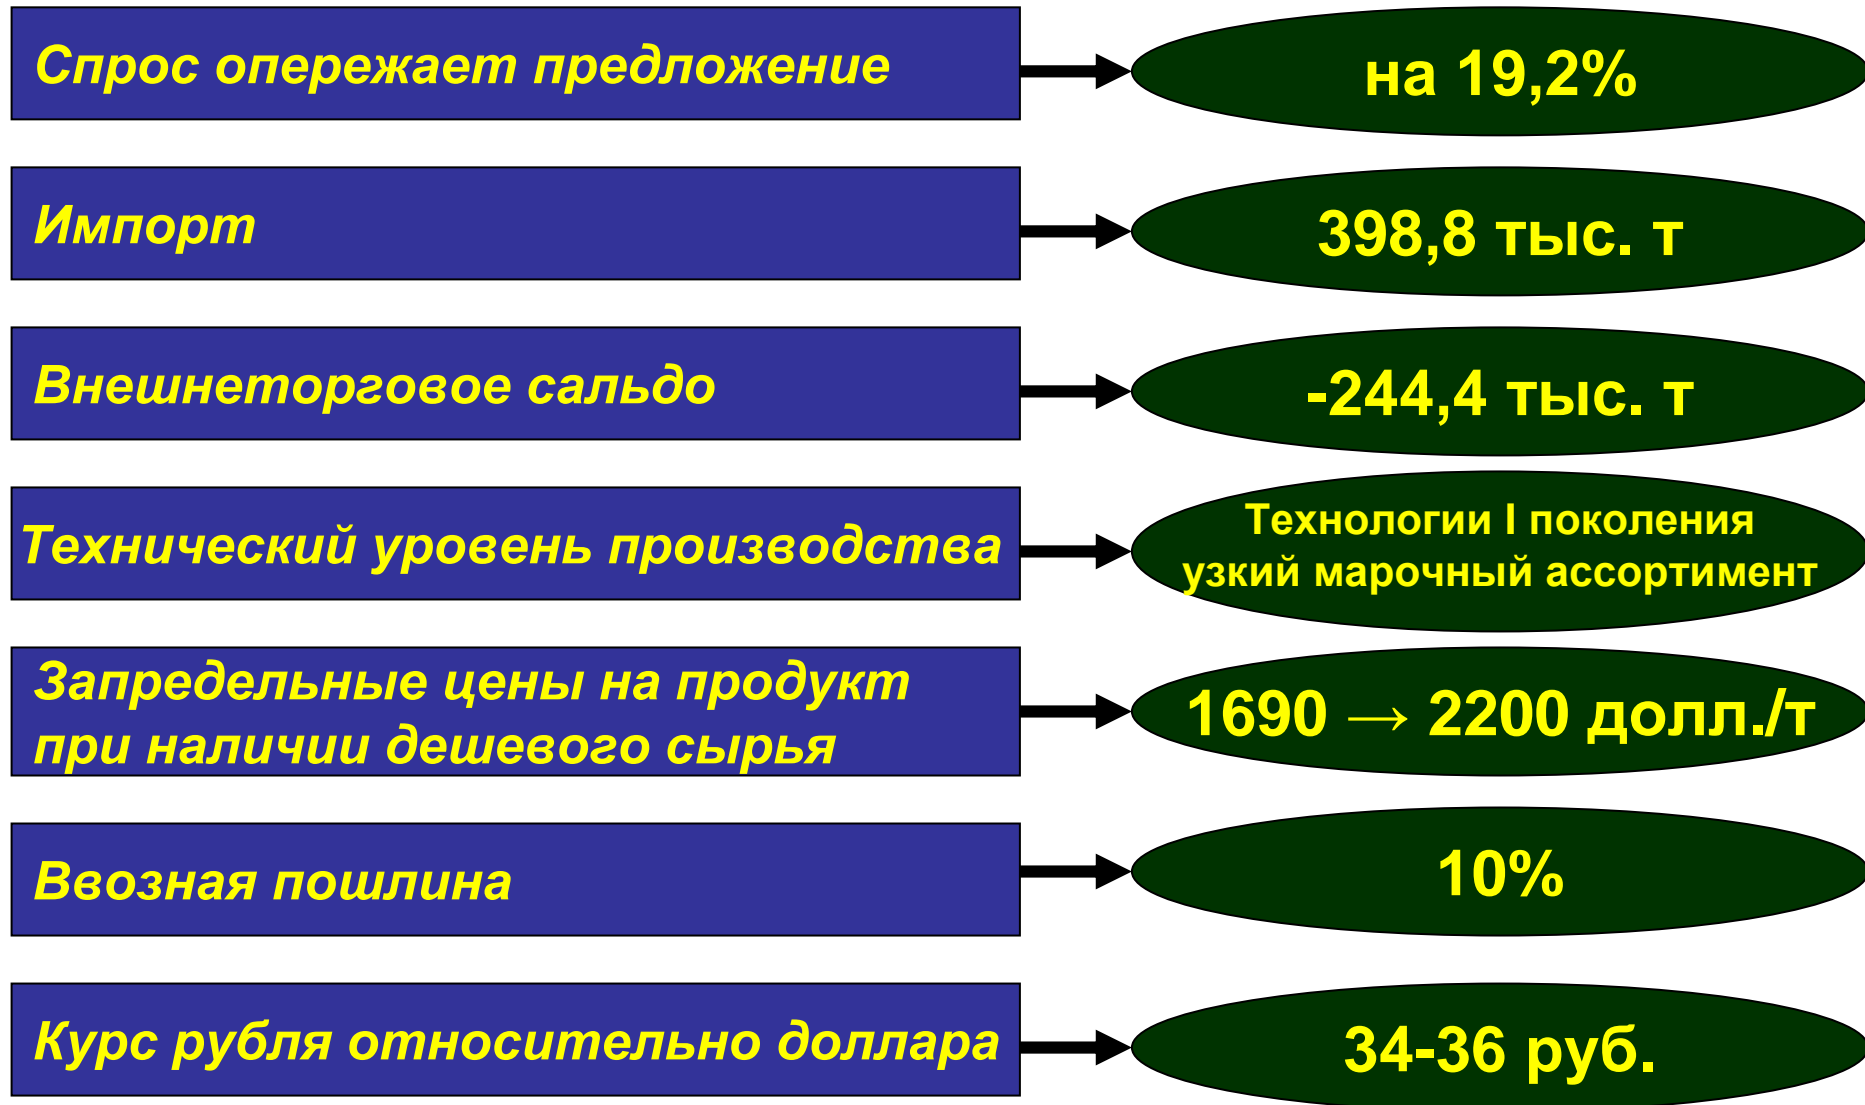 Спрос опережает предложение
на 19,2%
Импорт
398,8 тыс. т
Внешнеторговое сальдо
-244,4 тыс. т
Технический уровень производства
Технологии I поколения
узкий марочный ассортимент
Запредельные цены на продукт
при наличии дешевого сырья
1690 → 2200 долл./т
Ввозная пошлина
10%
Курс рубля относительно доллара
34-36 руб.